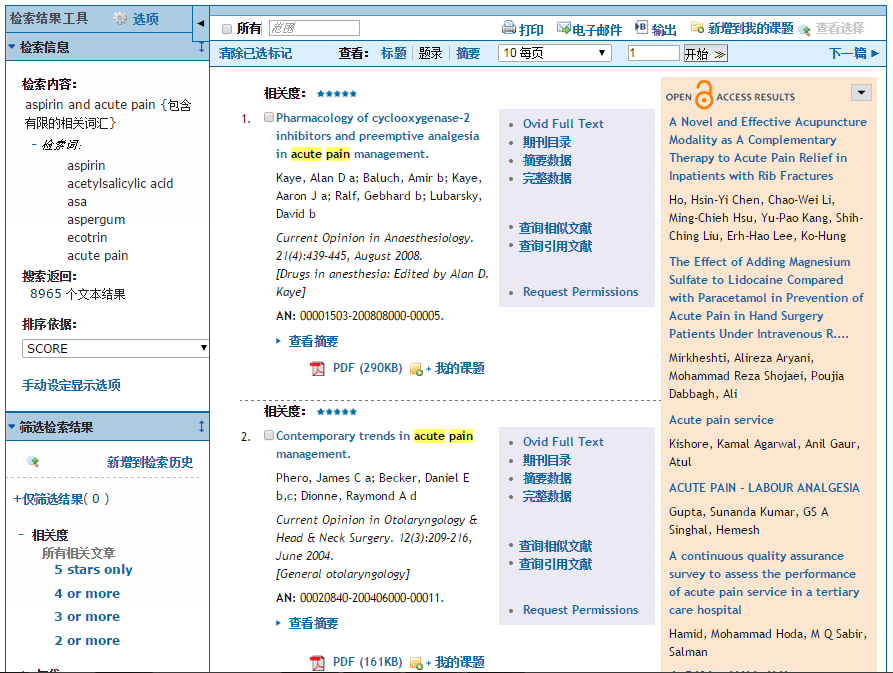 检索结果工具 选项
检索信息
检索内容:
aspirin and acute pain {包含
有限的相关词汇}
- 检索词:
aspirin
acetylsalicylic acid
asa
aspergum
ecotrin
acute pain
搜索返回:
8965 个文本结果
排序依据:
SCORE
手动设定显示选项
筛选检索结果
新增到检索历史
+仅筛选结果( 0 )
- 相关度
所有相关文章
5 stars only
4 or more
3 or more
2 or more
所有 范围 打印 电子邮件 输出 新增到我的课题 查看选择
清除已选标记 查看: 标题 | 题录 | 摘要 10 每页 1 开始 >> 下一篇
相关度:
1. Pharmacology of cyclooxygenase-2
inhibitors and preemptive analgesia
in acute pain management.
Kaye, Alan D a; Baluch, Amir b; Kaye,
Aaron J a; Ralf, Gebhard b; Lubarsky,
David b
Current Opinion in Anaesthesiology.
21(4):439-445, August 2008.
[Drugs in anesthesia: Edited by Alan D.
Kaye]
AN: 00001503-200808000-00005.
查看摘要
PDF (290KB) + 我的课题
• Ovid Full Text
• 期刊目录
• 摘要数据
• 完整数据
• 查询相似文献
• 查询引用文献
• Request Permissions
相关度:
2. Contemporary trends in acute pain
management.
Phero, James C a; Becker, Daniel E
b,c; Dionne, Raymond A d
Current Opinion in Otolaryngology &
Head & Neck Surgery. 12(3):209-216,
June 2004.
[General otolaryngology]
AN: 00020840-200406000-00011.
查看摘要
PDF (161KB) + 我的课题
• Ovid Full Text
• 期刊目录
• 摘要数据
• 完整数据
• 查询相似文献
• 查询引用文献
• Request Permissions
OPEN ACCESS RESULTS
A Novel and Effective Acupuncture
Modality as A Complementary
Therapy to Acute Pain Relief in
Inpatients with Rib Fractures
Ho, Hsin-Yi Chen, Chao-Wei Li,
Ming-Chieh Hsu, Yu-Pao Kang, Shih-
Ching Liu, Erh-Hao Lee, Ko-Hung
The Effect of Adding Magnesium
Sulfate to Lidocaine Compared
with Paracetamol in Prevention of
Acute Pain in Hand Surgery
Patients Under Intravenous R....
Mirkheshti, Alireza Aryani,
Mohammad Reza Shojaei, Poujia
Dabbagh, Ali
Acute pain service
Kishore, Kamal Agarwal, Anil Gaur,
Atul
ACUTE PAIN - LABOUR ANALGESIA
Gupta, Sunanda Kumar, GS A
Singhal, Hemesh
A continuous quality assurance
survey to assess the performance
of acute pain service in a tertiary
care hospital
Hamid, Mohammad Hoda, M Q Sabir,
Salman